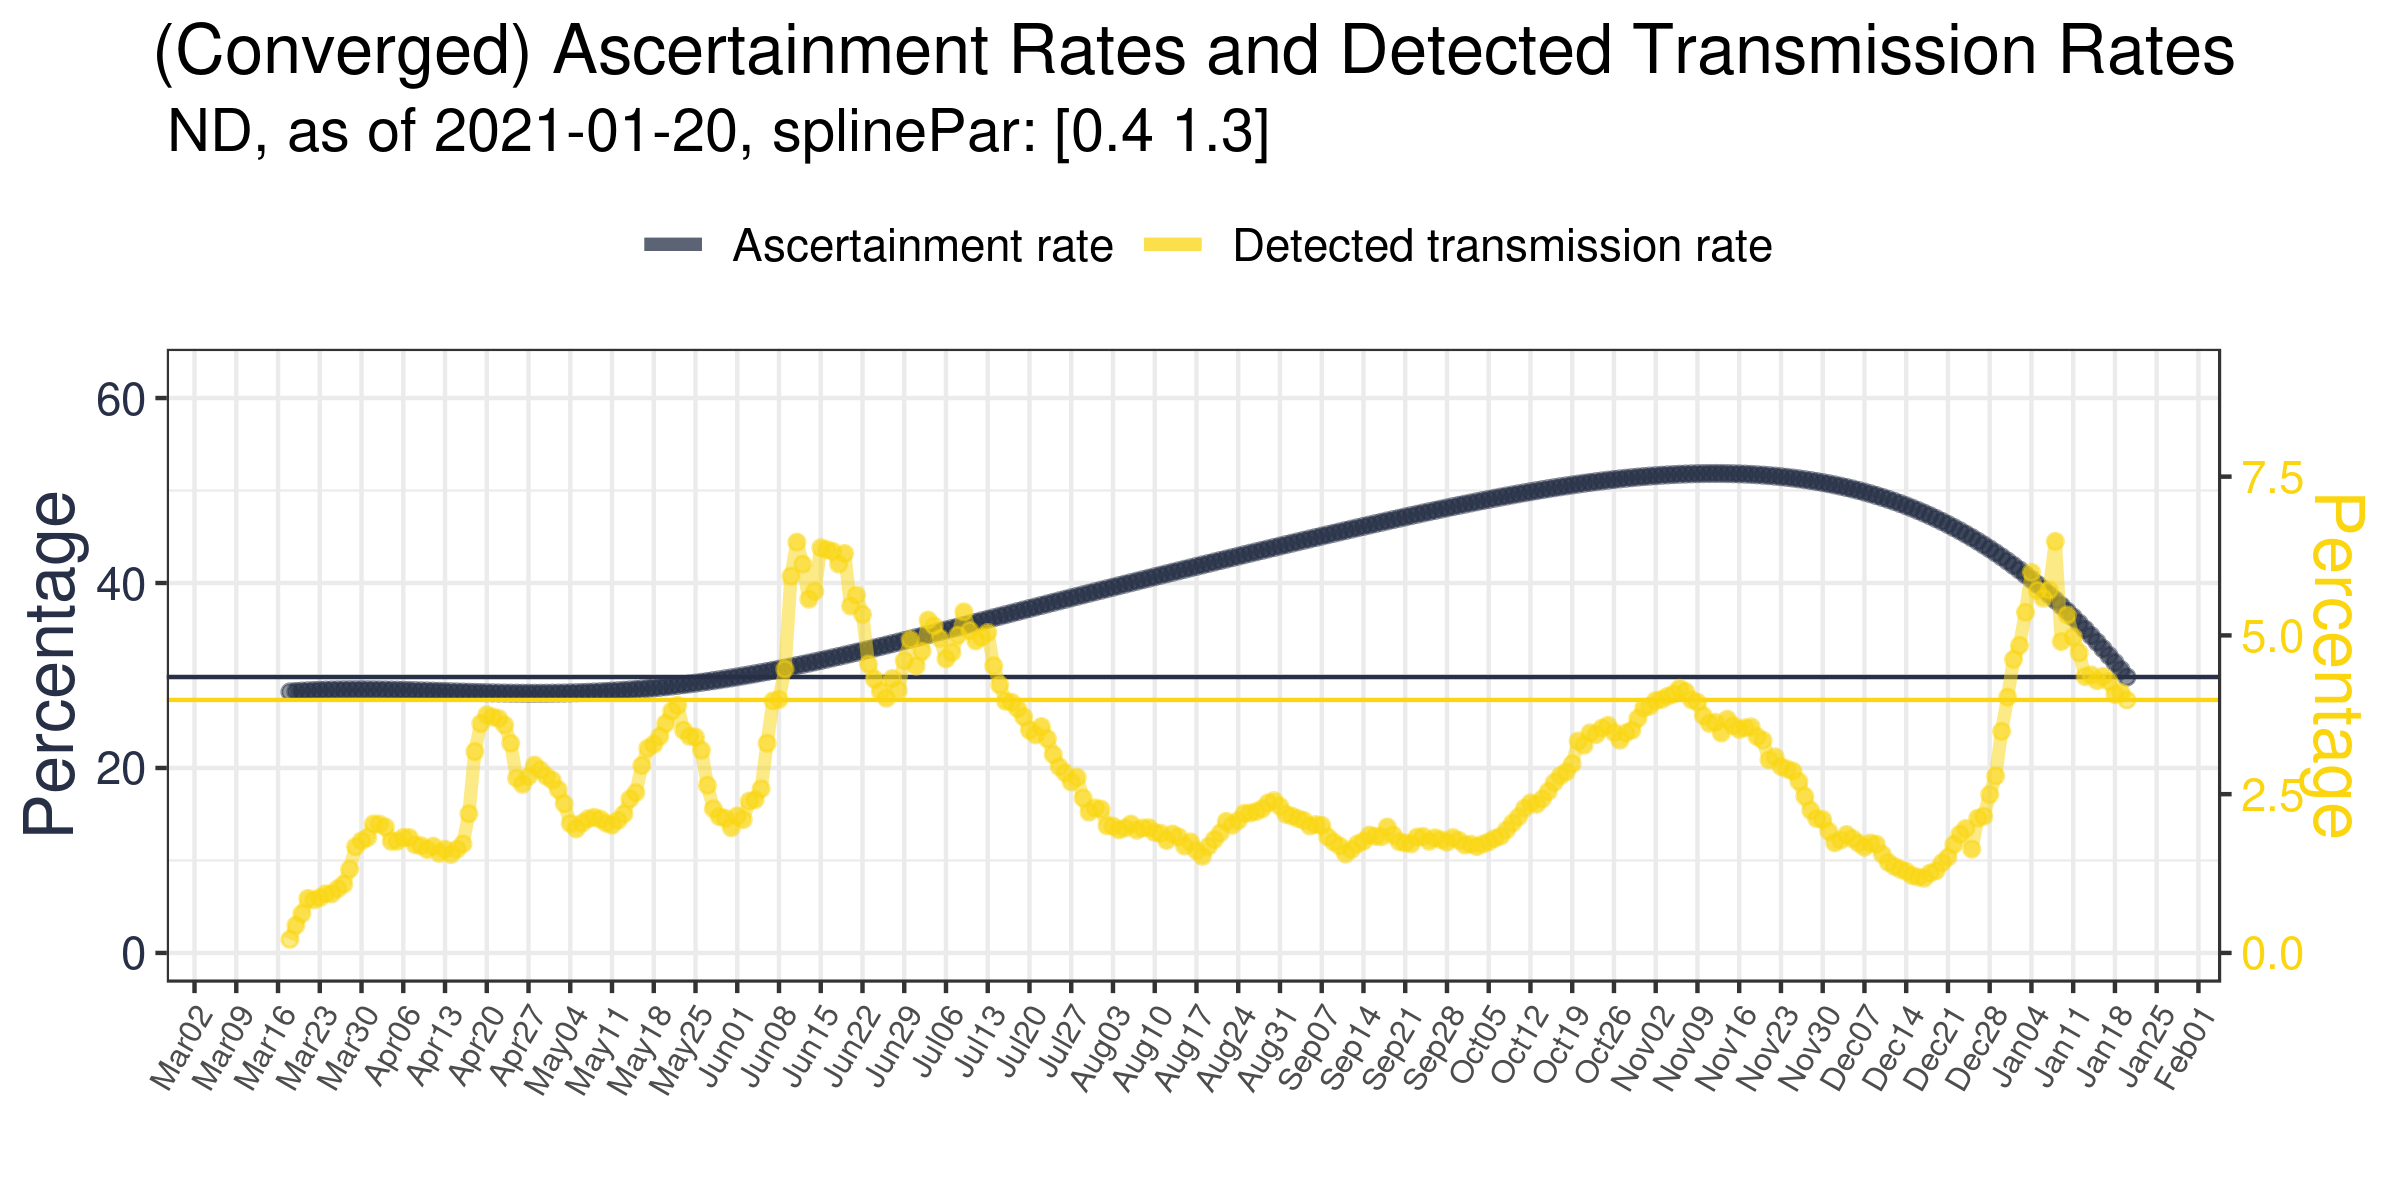 (Converged) Ascertainment Rates and Detected Transmission Rates
ND, as of 2021-01-20, splinePar: [0.4 1.3]
Ascertainment rate
Detected transmission rate
Percentage
60
40
20
0
7.5
5.0
2.5
0.0
Percentage
Mar02
Mar09
Mar16
Mar23
Mar30
Apr06
Apr13
Apr20
Apr27
May04
May11
May18
May25
Jun01
Jun08
Jun15
Jun22
Jun29
Jul06
Jul13
Jul20
Jul27
Aug03
Aug10
Aug17
Aug24
Aug31
Sep07
Sep14
Sep21
Sep28
Oct05
Oct12
Oct19
Oct26
Nov02
Nov09
Nov16
Nov23
Nov30
Dec07
Dec14
Dec21
Dec28
Jan04
Jan11
Jan18
Jan25
Feb01